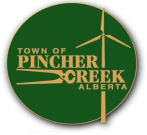 TOWN OF
PINCHER
CREEK
ALBERTA